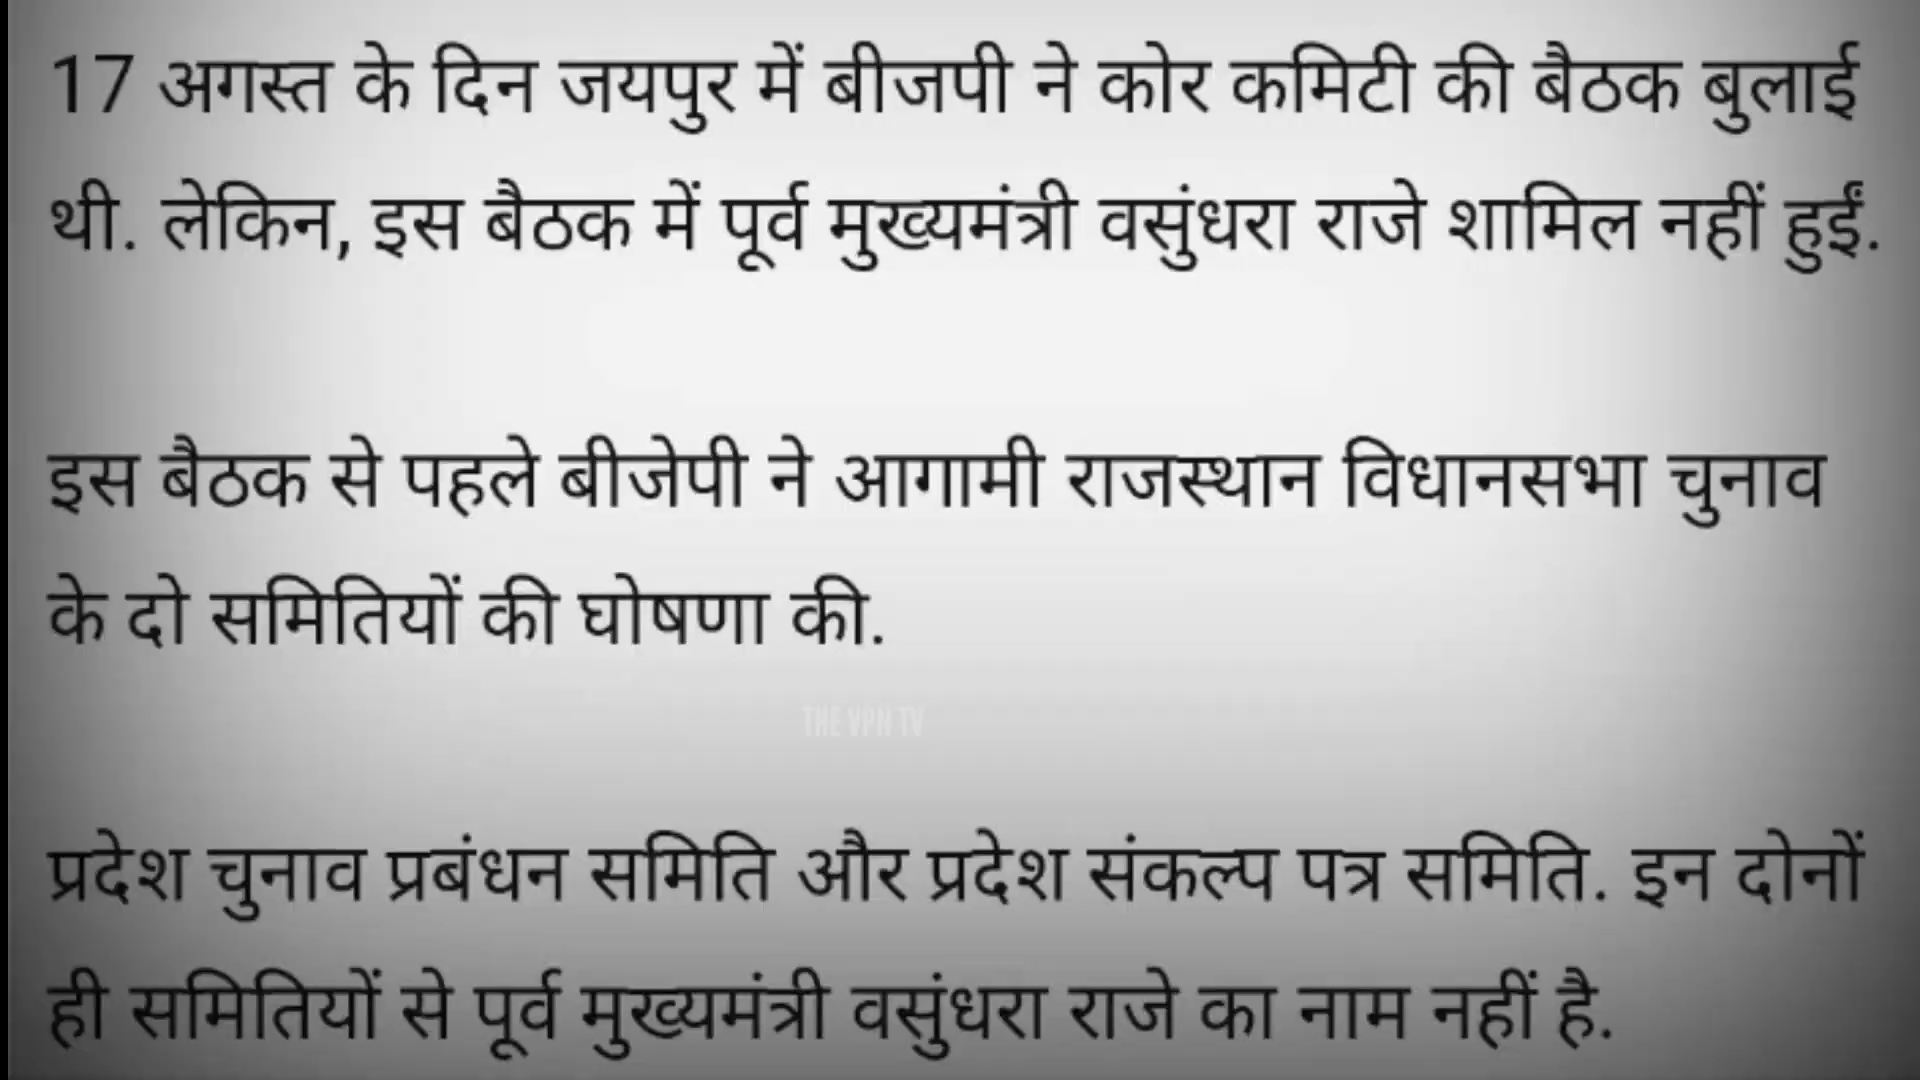 17 अगस्त के दिन जयपुर में बीजपी ने कोर कमिटी की बैठक बुलाई
थी. लेकिन, इस बैठक में पूर्व मुख्यमंत्री वसुंधरा राजे शामिल नहीं हुईं.
इस बैठक से पहले बीजेपी ने आगामी राजस्थान विधानसभा चुनाव
के दो समितियों की घोषणा की.
THE VPN TV
प्रदेश चुनाव प्रबंधन समिति और प्रदेश संकल्प पत्र समिति. इन दोनों
ही समितियों से पूर्व मुख्यमंत्री वसुंधरा राजे का नाम नहीं है.